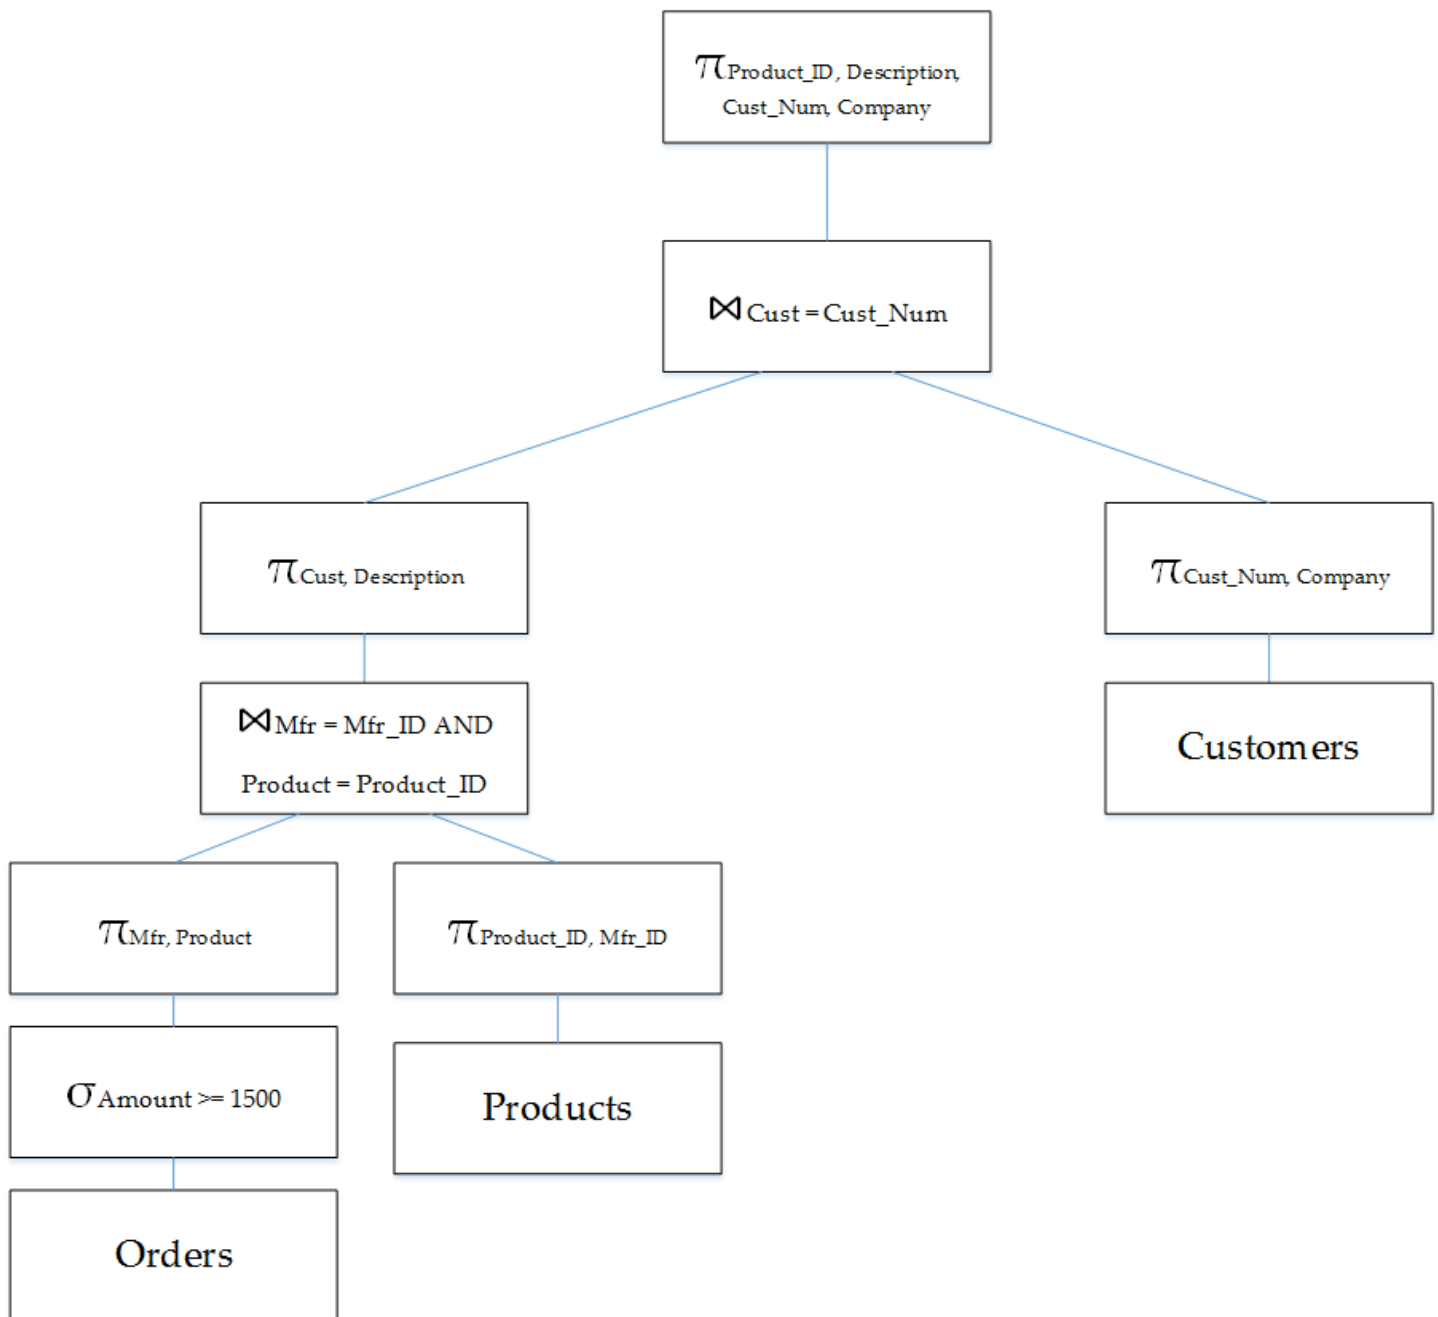 π Product_ID, Description,
Cust_Num, Company
⋈ Cust = Cust_Num
π Cust, Description
π Cust_Num, Company
⋈ Mfr = Mfr_ID AND
Product = Product_ID
Customers
π Mfr, Product
π Product_ID, Mfr_ID
σ Amount >= 1500
Products
Orders